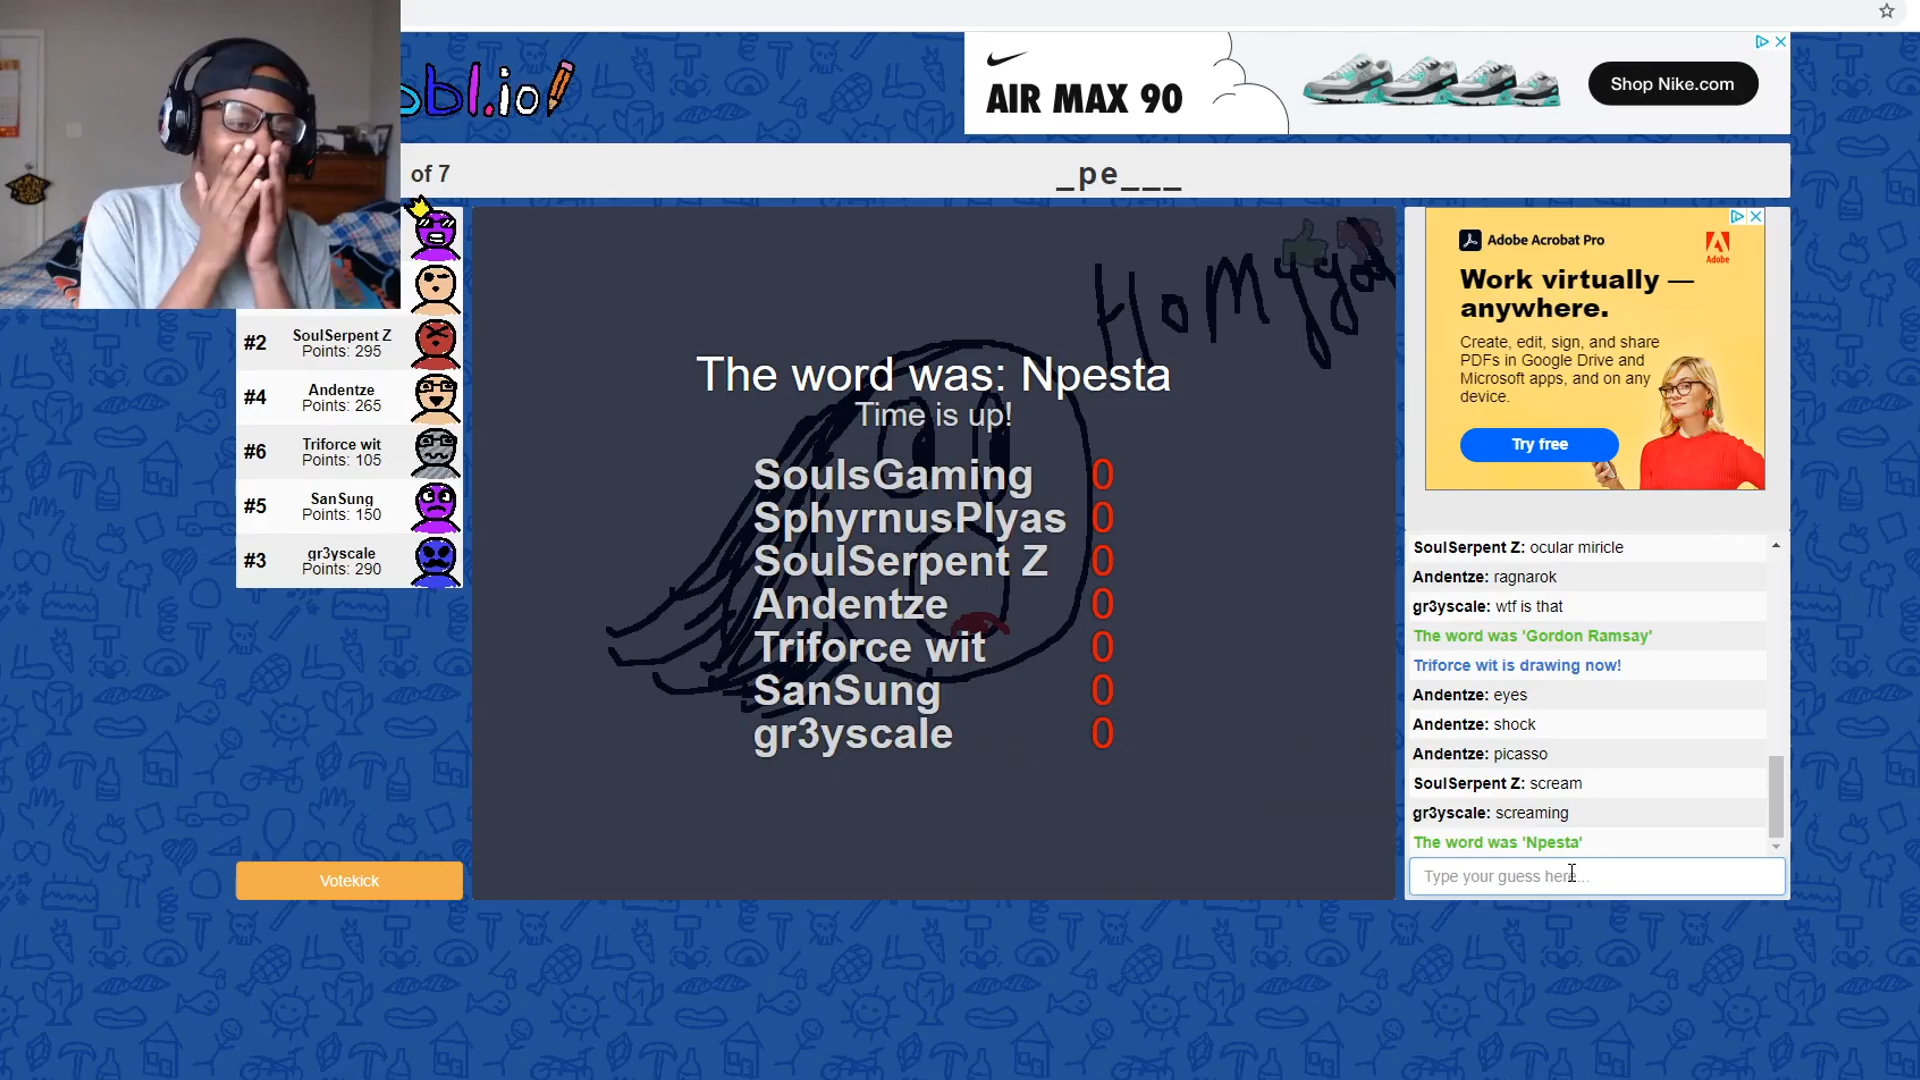 obl.io
AIR MAX 90
Shop Nike.com
of 7
_pe___
Adobe Acrobat Pro
Adobe
Work virtually —
anywhere.
Create, edit, sign, and share
PDFs in Google Drive and
Microsoft apps, and on any
device.
Try free
#2 SoulSerpent Z
Points: 295
#4 Andentze
Points: 265
#6 Triforce wit
Points: 105
#5 SanSung
Points: 150
#3 gr3yscale
Points: 290
Votekick
The word was: Npesta
Time is up!
SoulsGaming 0
SphyrnusPlyas 0
SoulSerpent Z 0
Andentze 0
Triforce wit 0
SanSung 0
gr3yscale 0
SoulSerpent Z: ocular miricle
Andentze: ragnarok
gr3yscale: wtf is that
The word was 'Gordon Ramsay'
Triforce wit is drawing now!
Andentze: eyes
Andentze: shock
Andentze: picasso
SoulSerpent Z: scream
gr3yscale: screaming
The word was 'Npesta'
Type your guess here...